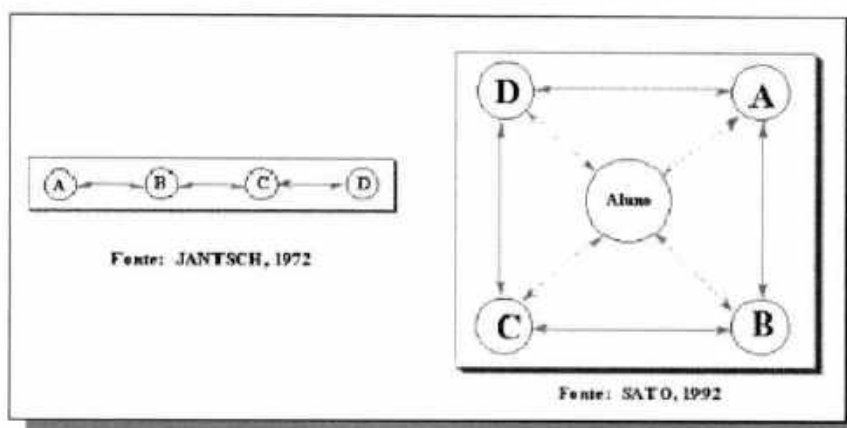 A B C D
Fonte: JANTSCH, 1972
D A
Aluno
C B
Fonte: SATO, 1992